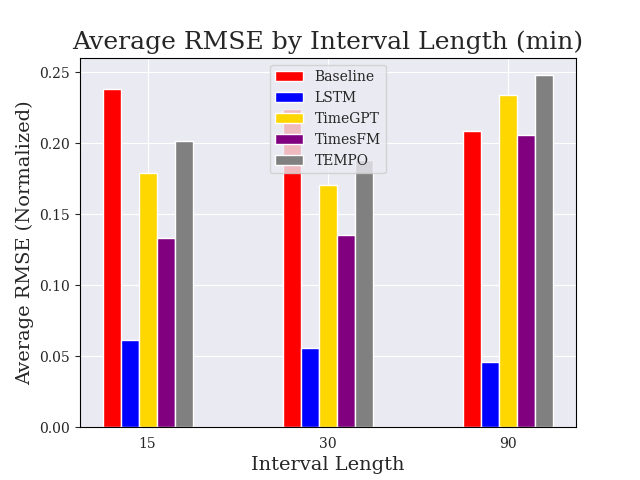 Average RMSE by Interval Length (min)
Average RMSE (Normalized)
0.25
0.20
0.15
0.10
0.05
0.00
Baseline
LSTM
TimeGPT
TimesFM
TEMPO
15
30
90
Interval Length